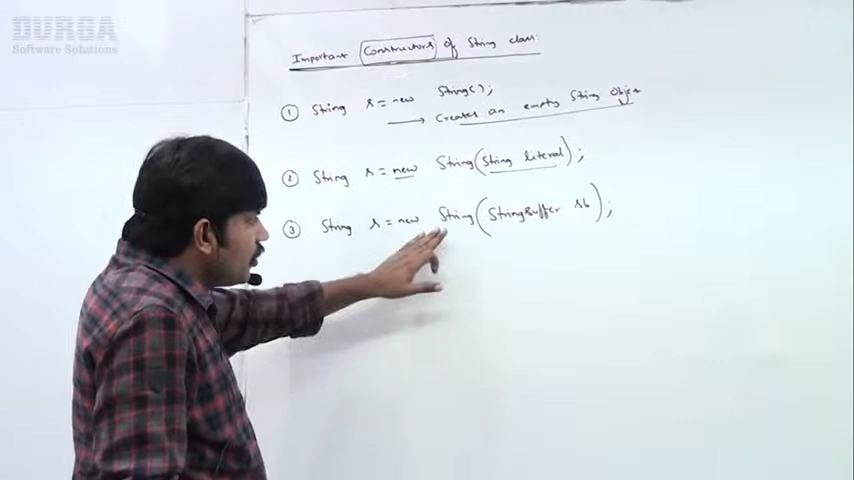 DURGA
Software Solutions
Important Constructors of String class:
① String s = new String();
→ Creates an empty String Object
② String s = new String(String literal);
③ String s = new String(StringBuffer sb);